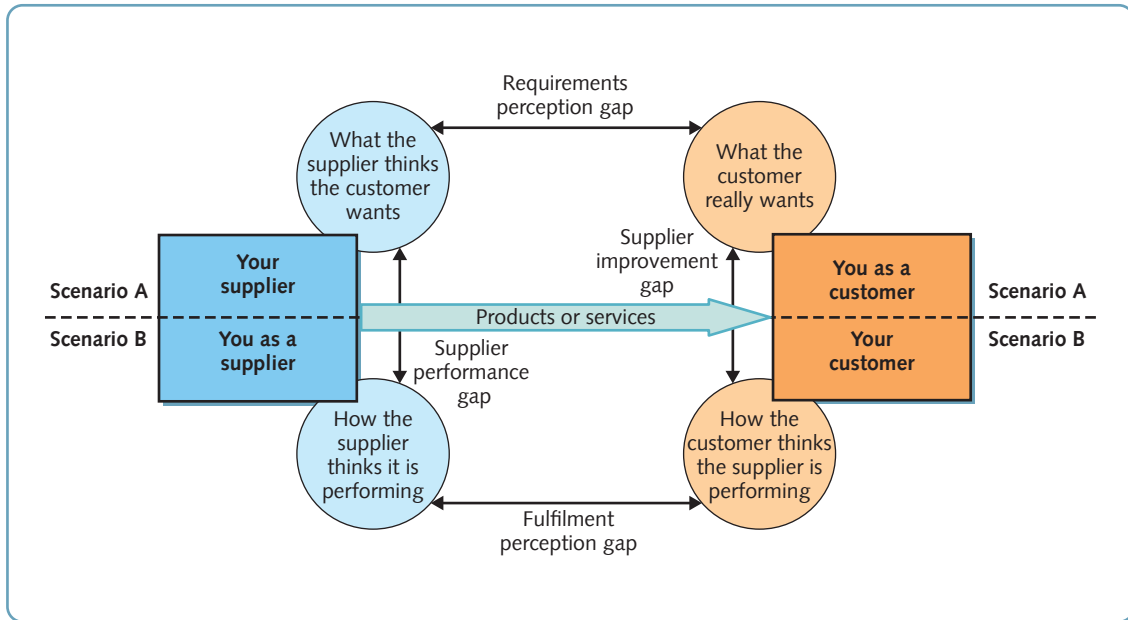 Requirements
perception gap
What the
supplier thinks
the customer
wants
What the
customer
really wants
Supplier
improvement
gap
Your
supplier
You as a
customer
Scenario A
Scenario A
Products or services
Scenario B
Scenario B
You as a
supplier
Your
customer
Supplier
performance
gap
How the
supplier
thinks it is
performing
How the
customer thinks
the supplier is
performing
Fulfilment
perception gap